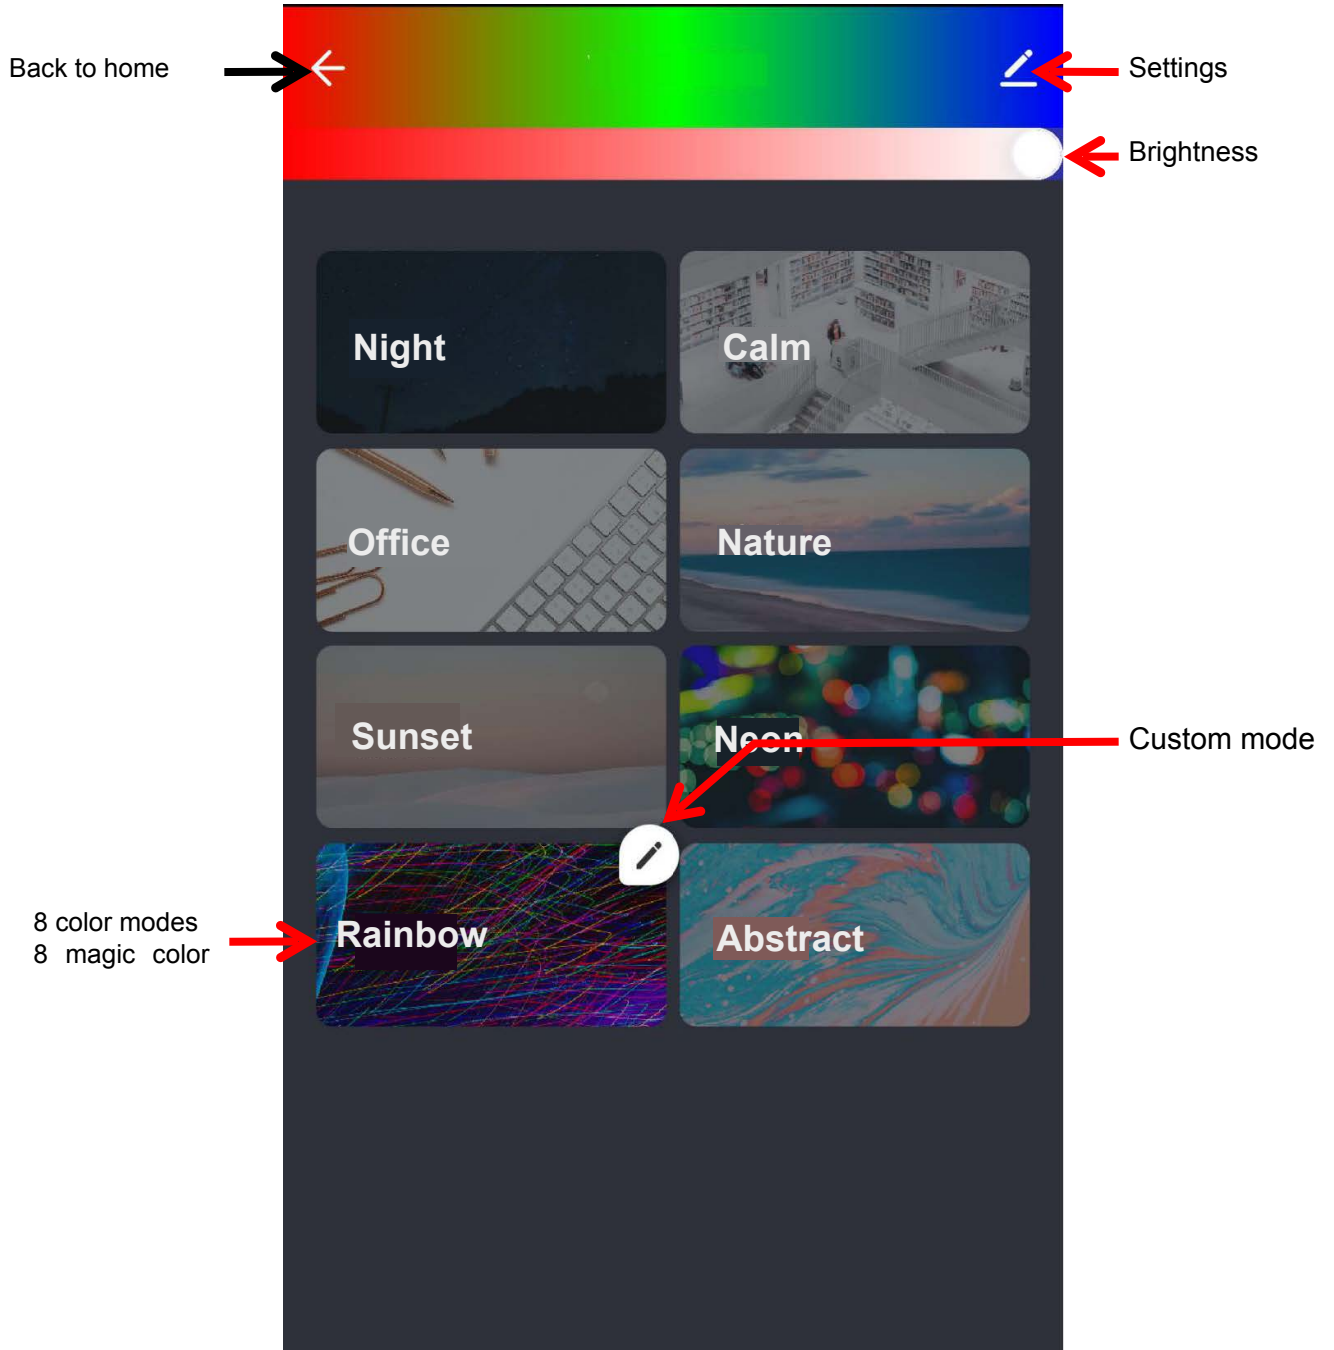 Back to home
Settings
Brightness
Night
Calm
Office
Nature
Sunset
Neon
Custom mode
8 color modes
8 magic color
Rainbow
Abstract